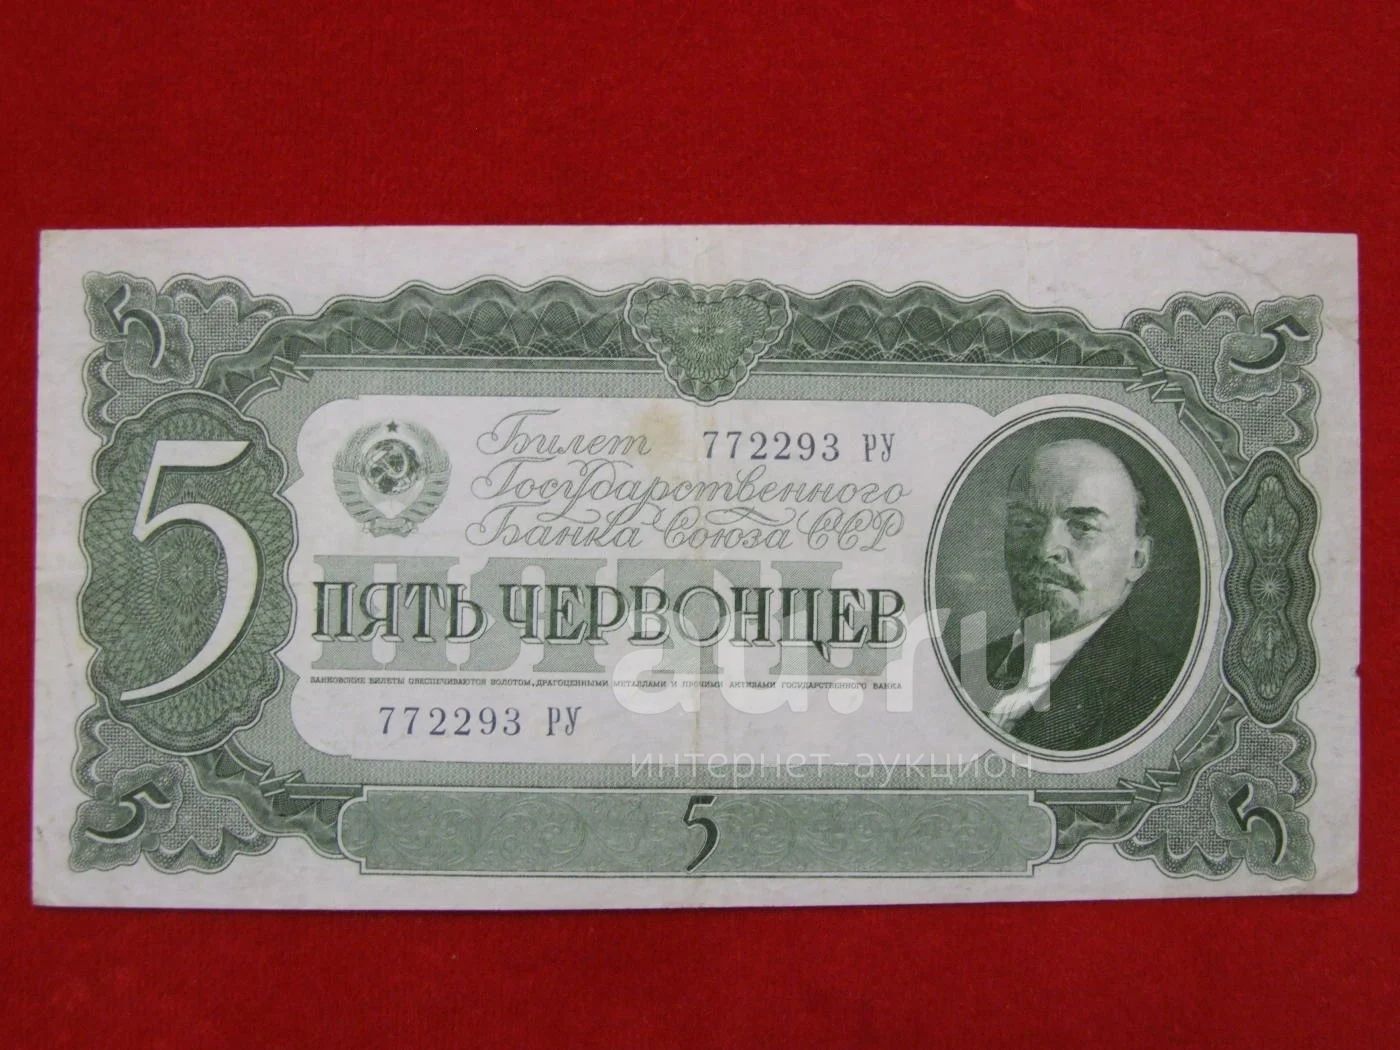 5 5
5
Билет 772293 РУ
Государственного
Банка Союза ССР
ПЯТЬ
ПЯТЬ ЧЕРВОНЦЕВ
БАНКОВСКИЕ БИЛЕТЫ ОБЕСПЕЧИВАЮТСЯ ЗОЛОТОМ, ДРАГОЦЕННЫМИ МЕТАЛЛАМИ И ПРОЧИМИ АКТИВАМИ ГОСУДАРСТВЕННОГО БАНКА
772293 РУ
au.ru
интернет-аукцион
5 5 5